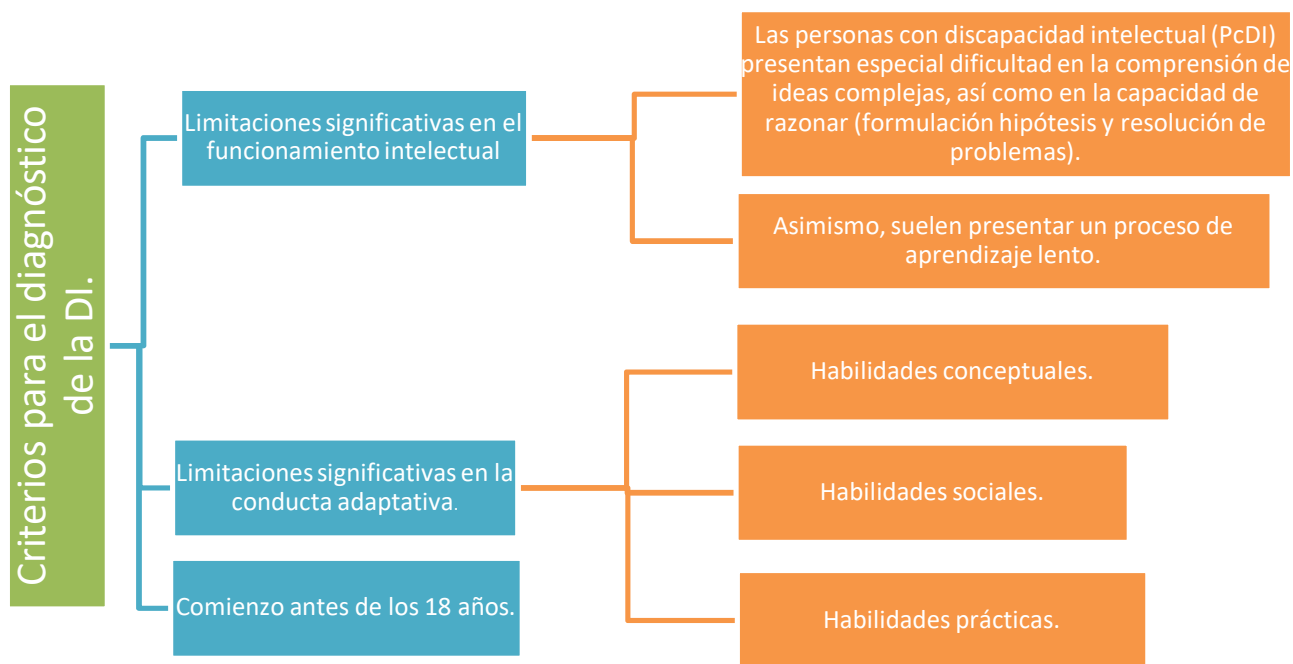 Criterios para el diagnóstico
de la DI.
Limitaciones significativas en el
funcionamiento intelectual
Las personas con discapacidad intelectual (PcDI)
presentan especial dificultad en la comprensión de
ideas complejas, así como en la capacidad de
razonar (formulación hipótesis y resolución de
problemas).
Asimismo, suelen presentar un proceso de
aprendizaje lento.
Limitaciones significativas en la
conducta adaptativa.
Habilidades conceptuales.
Habilidades sociales.
Habilidades prácticas.
Comienzo antes de los 18 años.